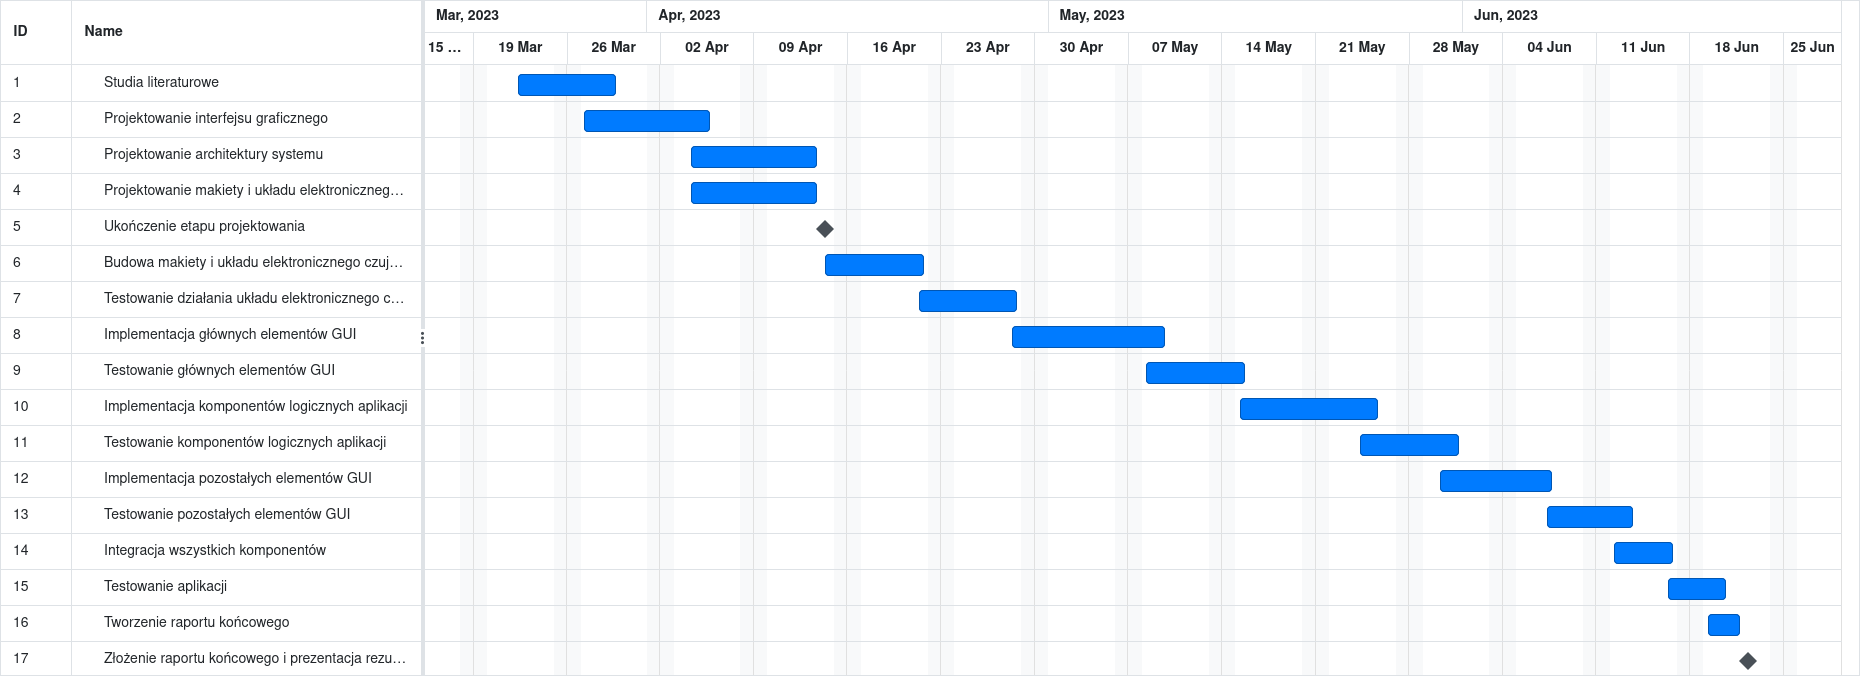 ID Name Mar, 2023 Apr, 2023 May, 2023 Jun, 2023
15 ... 19 Mar 26 Mar 02 Apr 09 Apr 16 Apr 23 Apr 30 Apr 07 May 14 May 21 May 28 May 04 Jun 11 Jun 18 Jun 25 Jun
1 Studia literaturowe
2 Projektowanie interfejsu graficznego
3 Projektowanie architektury systemu
4 Projektowanie makiety i układu elektroniczneg...
5 Ukończenie etapu projektowania
6 Budowa makiety i układu elektronicznego czuj...
7 Testowanie działania układu elektronicznego c...
8 Implementacja głównych elementów GUI
9 Testowanie głównych elementów GUI
10 Implementacja komponentów logicznych aplikacji
11 Testowanie komponentów logicznych aplikacji
12 Implementacja pozostałych elementów GUI
13 Testowanie pozostałych elementów GUI
14 Integracja wszystkich komponentów
15 Testowanie aplikacji
16 Tworzenie raportu końcowego
17 Złożenie raportu końcowego i prezentacja rezu...